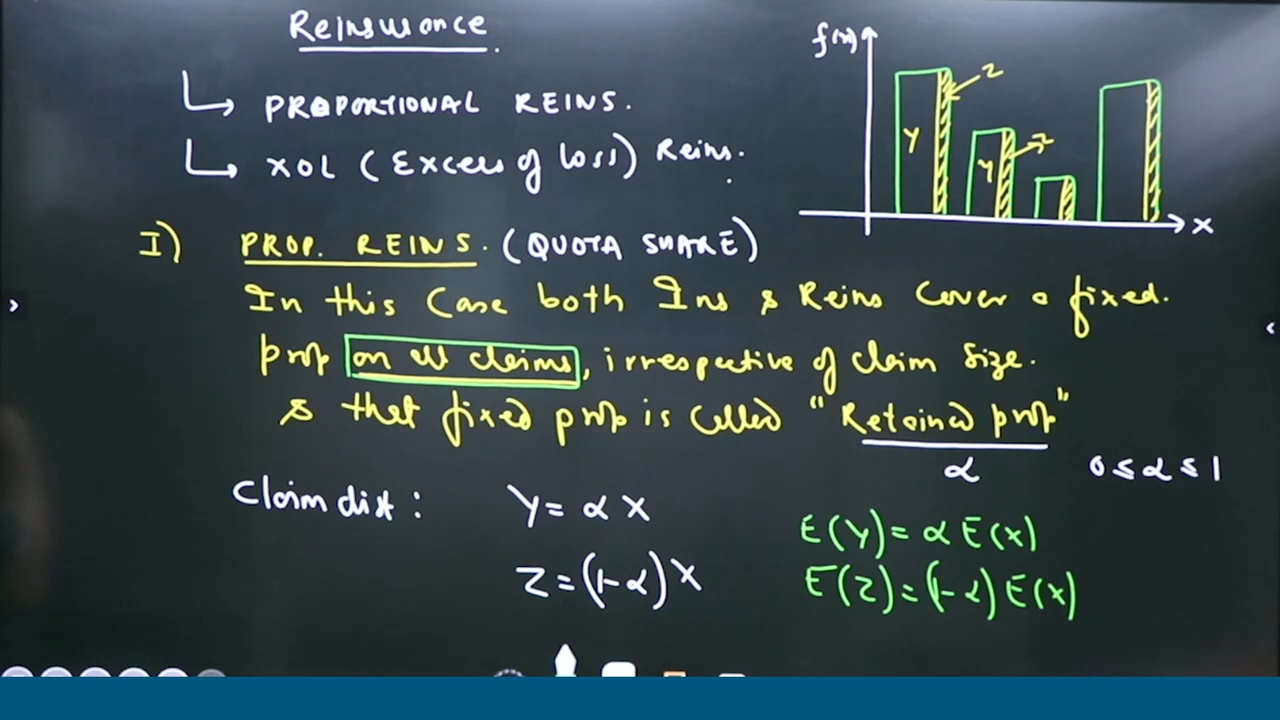 Reinsurance.
PROPORTIONAL REINS.
XOL (Excess of loss) Reins.
f(x)
z
Y
z
Y
x
I) PROP. REINS. (QUOTA SHARE)
In this Case both Ins & Reins Cover a fixed.
prop on all claims, irrespective of claim size.
& that fixed prop is called "Retained prop"
α 0 ≤ α ≤ 1
Claim dist: Y = α X
Z = (1-α) X
E(Y) = α E(X)
E(Z) = (1-α) E(X)